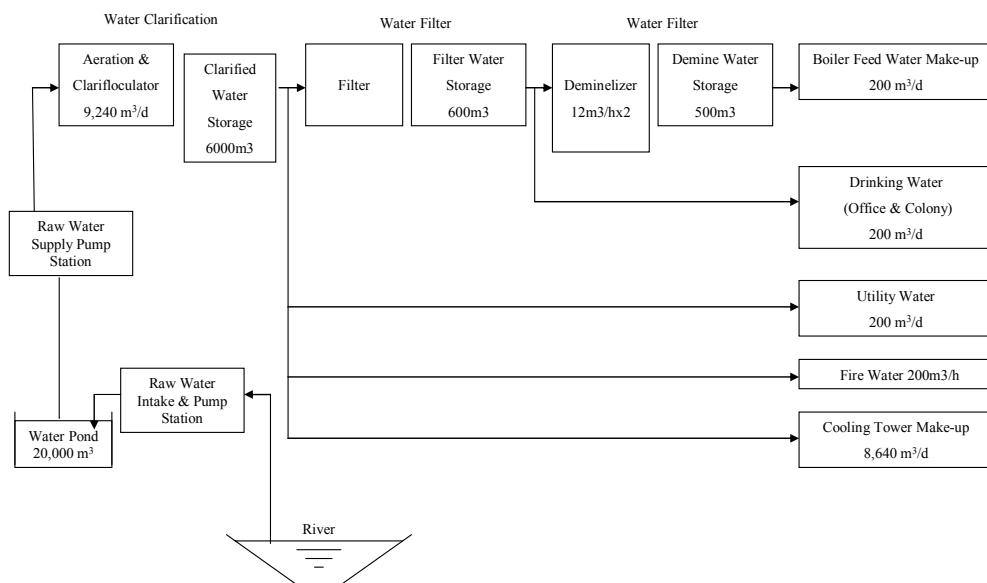 Water Clarification
Water Filter
Water Filter
Aeration &
Clarifloculator
9,240 m³/d
Clarified
Water
Storage
6000m3
Filter
Filter Water
Storage
600m3
Deminelizer
12m3/hx2
Demine Water
Storage
500m3
Boiler Feed Water Make-up
200 m³/d
Drinking Water
(Office & Colony)
200 m³/d
Raw Water
Supply Pump
Station
Utility Water
200 m³/d
Fire Water 200m3/h
Raw Water
Intake & Pump
Station
Water Pond
20,000 m³
Cooling Tower Make-up
8,640 m³/d
River